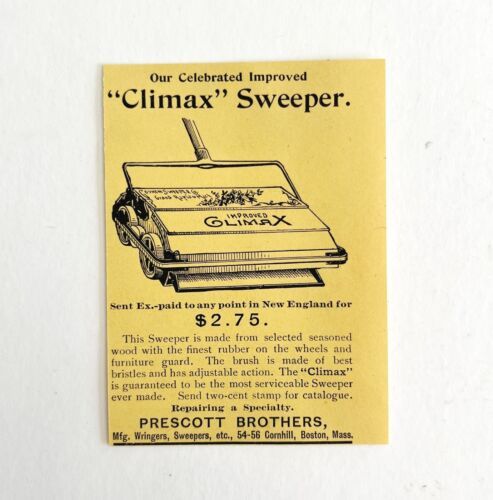 Our Celebrated Improved
“Climax” Sweeper.
IMPROVED
CLIMAX
Sent Ex.-paid to any point in New England for
$2.75.
This Sweeper is made from selected seasoned
wood with the finest rubber on the wheels and
furniture guard. The brush is made of best
bristles and has adjustable action. The “Climax”
is guaranteed to be the most serviceable Sweeper
ever made. Send two-cent stamp for catalogue.
Repairing a Specialty.
PRESCOTT BROTHERS,
Mfg. Wringers, Sweepers, etc., 54-56 Cornhill, Boston, Mass.